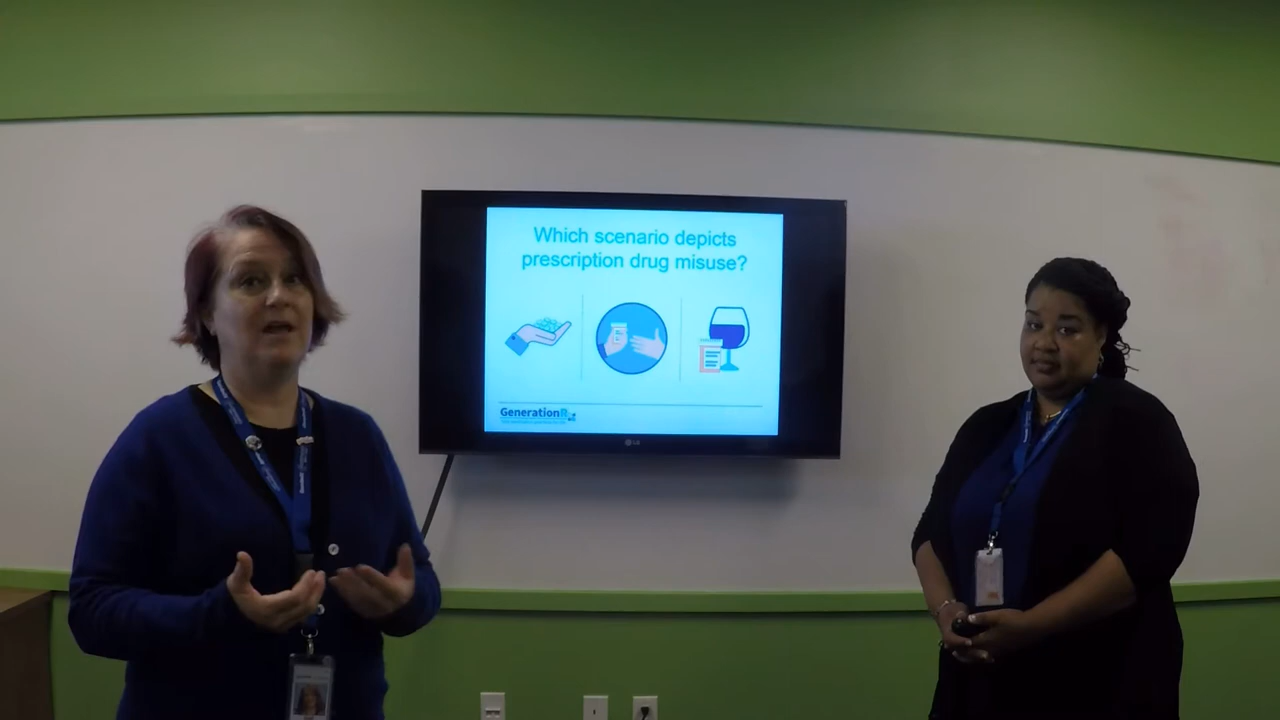 Which scenario depicts
prescription drug misuse?
GenerationRx
LG